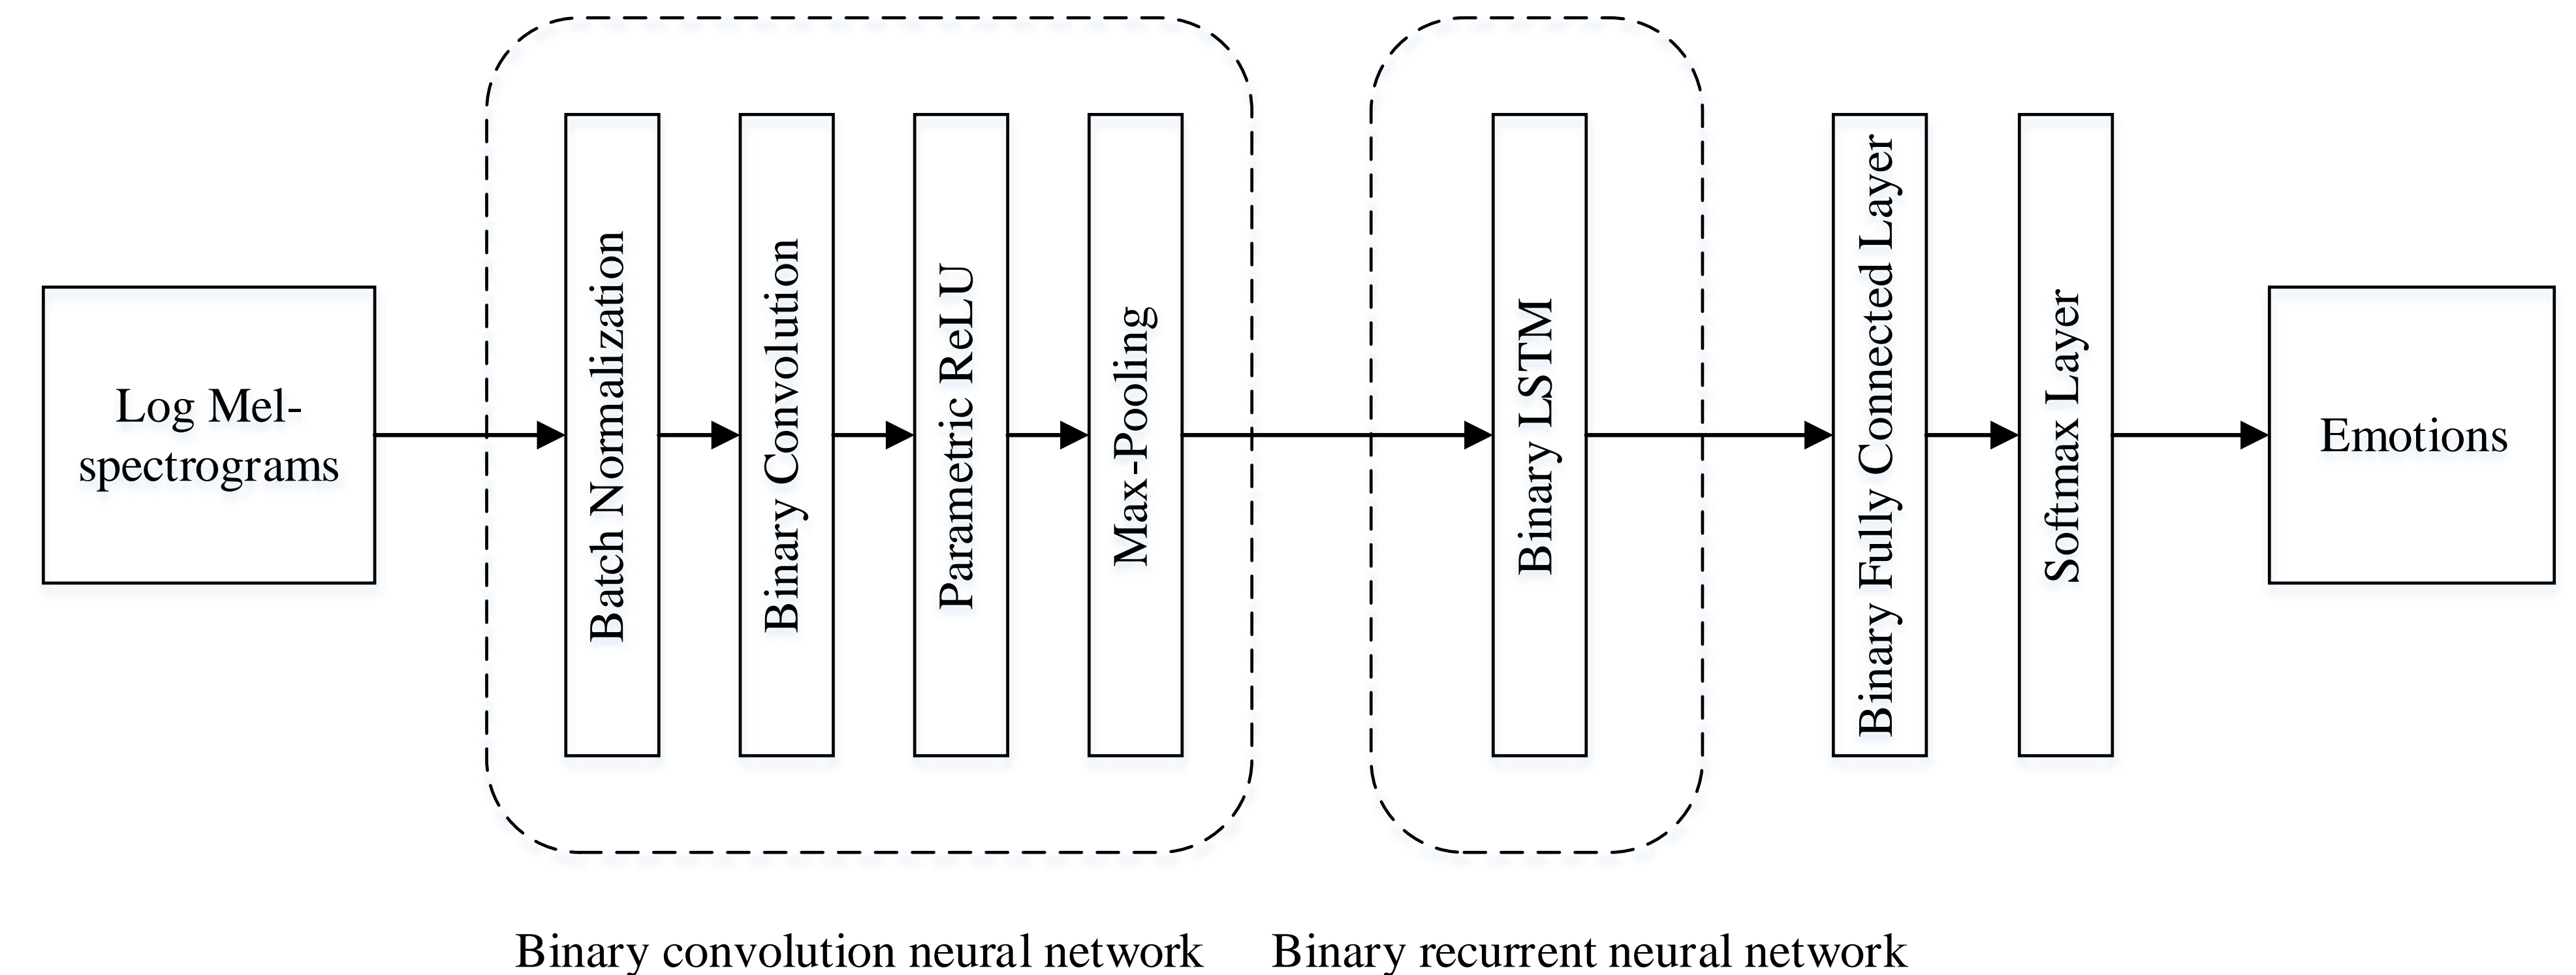 Log Mel-
spectrograms
Batch Normalization
Binary Convolution
Parametric ReLU
Max-Pooling
Binary LSTM
Binary Fully Connected Layer
Softmax Layer
Emotions
Binary convolution neural network
Binary recurrent neural network